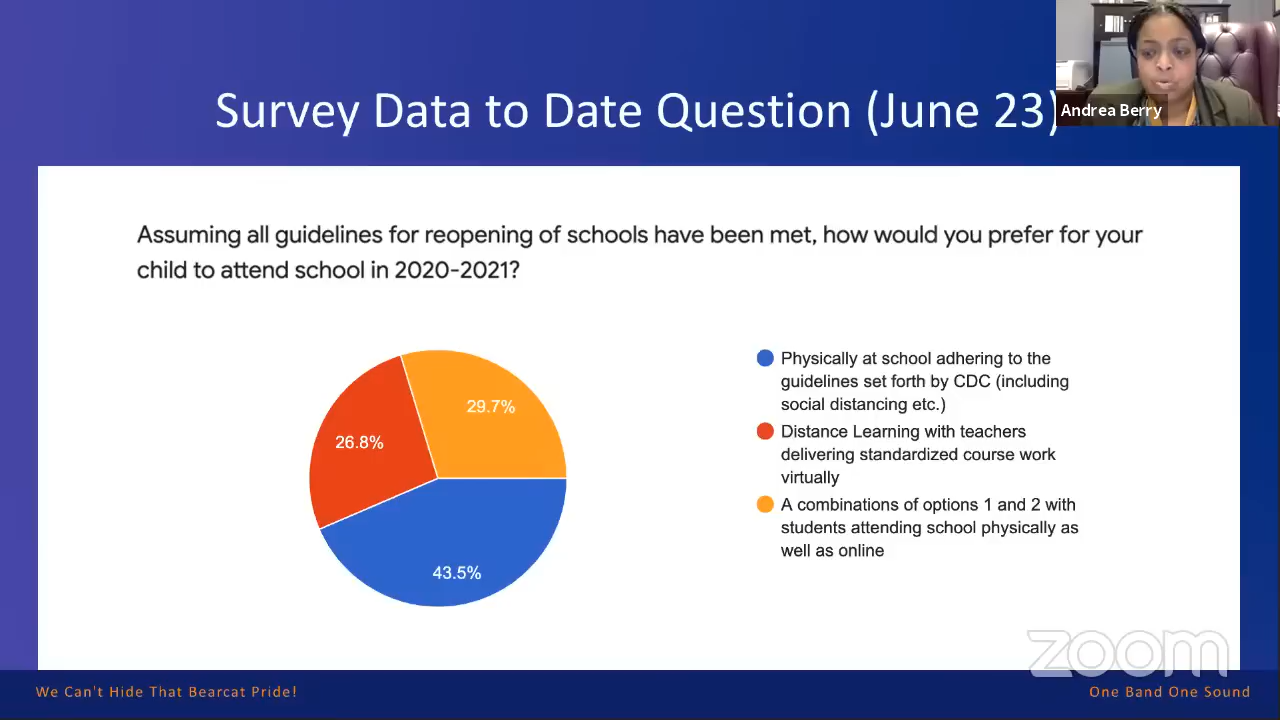 Survey Data to Date Question (June 23)
Andrea Berry
Assuming all guidelines for reopening of schools have been met, how would you prefer for your
child to attend school in 2020-2021?
29.7%
26.8%
43.5%
Physically at school adhering to the
guidelines set forth by CDC (including
social distancing etc.)
Distance Learning with teachers
delivering standardized course work
virtually
A combinations of options 1 and 2 with
students attending school physically as
well as online
zoom
We Can't Hide That Bearcat Pride!
One Band One Sound